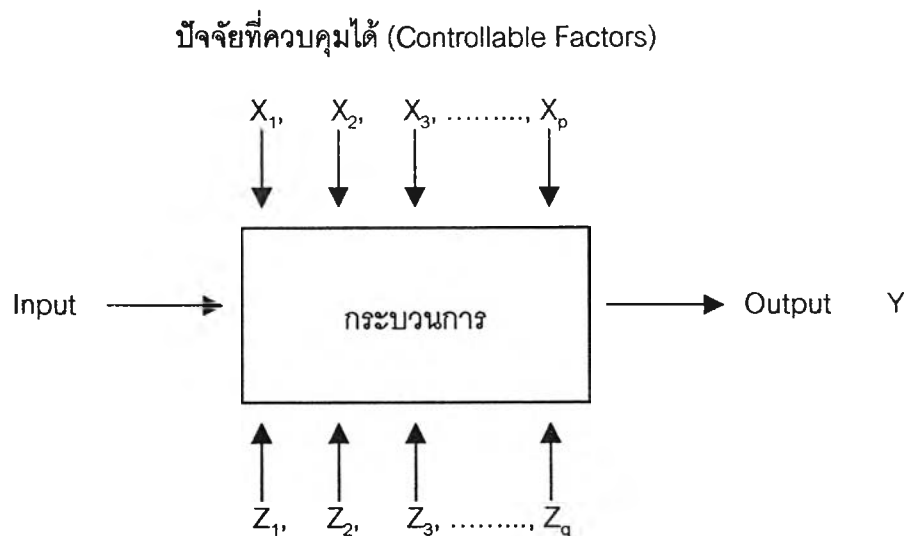 ปัจจัยที่ควบคุมได้ (Controllable Factors)
X₁, X₂, X₃, ........., Xₚ
Input กระบวนการ Output Y
Z₁, Z₂, Z₃, ........., Z_q